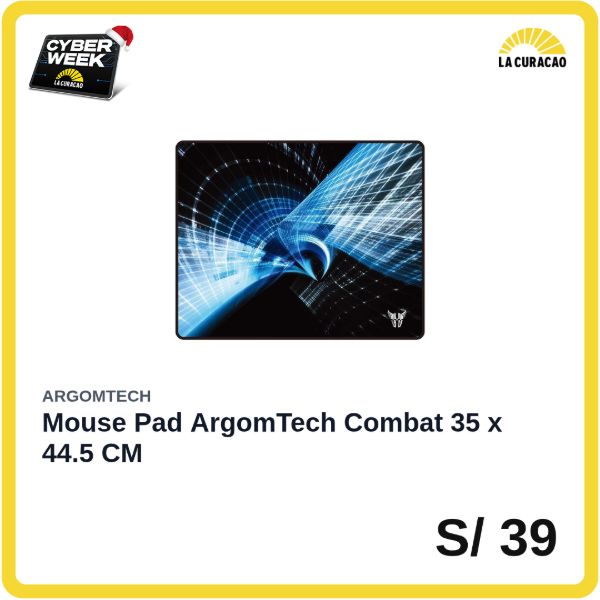 CYBER
WEEK
LA CURACAO
LA CURACAO
ARGOMTECH
Mouse Pad ArgomTech Combat 35 x
44.5 CM
S/ 39